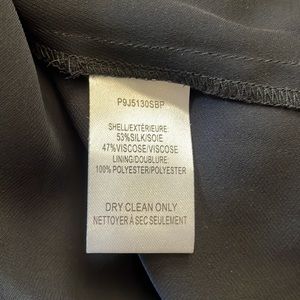 P9J5130SBP
SHELL/EXTÉRIEURE:
53%SILK/SOIE
47%VISCOSE/VISCOSE
LINING/DOUBLURE:
100%POLYESTER/POLYESTER
DRY CLEAN ONLY
NETTOYER À SEC SEULEMENT